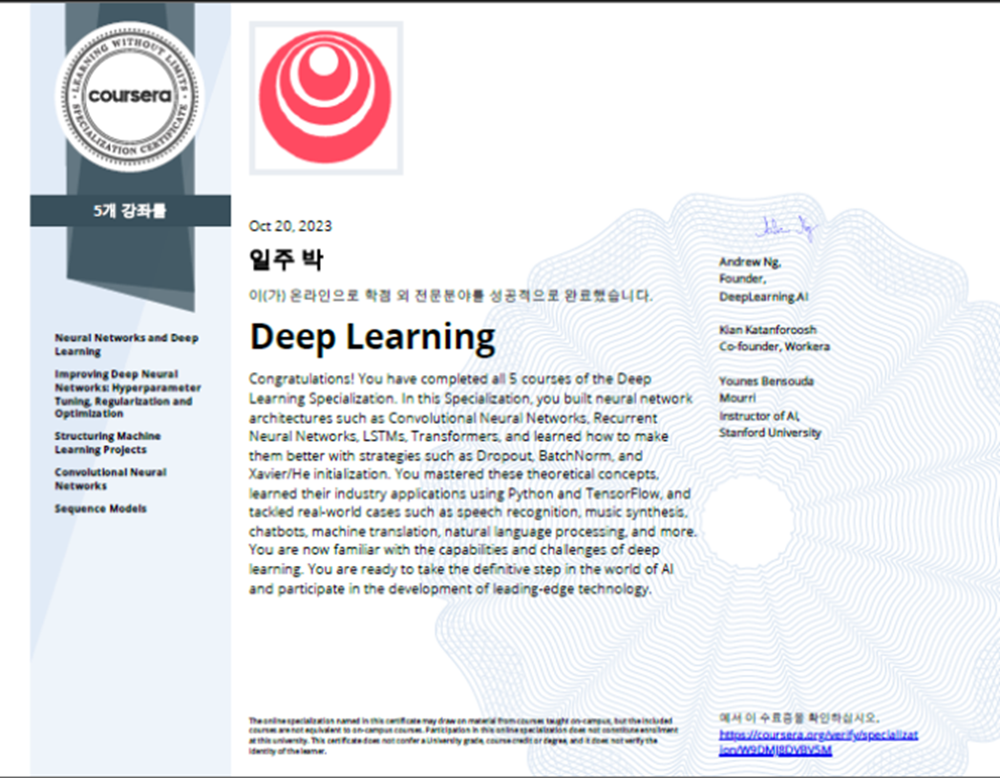 LEARNING WITHOUT LIMITS
coursera
SPECIALIZATION CERTIFICATE
5개 강좌를
Neural Networks and Deep
Learning
Improving Deep Neural
Networks: Hyperparameter
Tuning, Regularization and
Optimization
Structuring Machine
Learning Projects
Convolutional Neural
Networks
Sequence Models
Oct 20, 2023
일주 박
이(가) 온라인으로 학점 외 전문분야를 성공적으로 완료했습니다.
Deep Learning
Congratulations! You have completed all 5 courses of the Deep
Learning Specialization. In this Specialization, you built neural network
architectures such as Convolutional Neural Networks, Recurrent
Neural Networks, LSTMs, Transformers, and learned how to make
them better with strategies such as Dropout, BatchNorm, and
Xavier/He initialization. You mastered these theoretical concepts,
learned their industry applications using Python and TensorFlow, and
tackled real-world cases such as speech recognition, music synthesis,
chatbots, machine translation, natural language processing, and more.
You are now familiar with the capabilities and challenges of deep
learning. You are ready to take the definitive step in the world of AI
and participate in the development of leading-edge technology.
Andrew Ng,
Founder,
DeepLearning.AI
Kian Katanforoosh
Co-founder, Workera
Younes Bensouda
Mourri
Instructor of AI,
Stanford University
The online specialization named in this certificate may draw on material from courses taught on-campus, but the included
courses are not equivalent to on-campus courses. Participation in this online specialization does not constitute enrollment
at this university. This certificate does not confer a University grade, course credit or degree, and it does not verify the
identity of the learner.
에서 이 수료증을 확인하십시오.
https://coursera.org/verify/specializat
ion/W9DMJ8DVBV5M